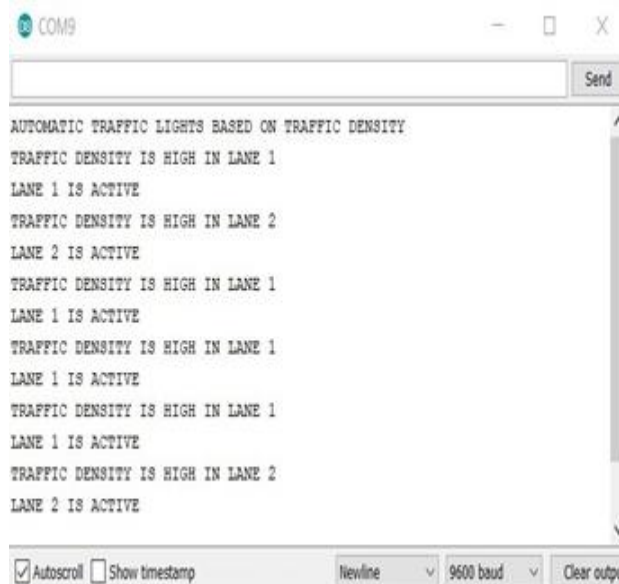 COM9
Send
AUTOMATIC TRAFFIC LIGHTS BASED ON TRAFFIC DENSITY
TRAFFIC DENSITY IS HIGH IN LANE 1
LANE 1 IS ACTIVE
TRAFFIC DENSITY IS HIGH IN LANE 2
LANE 2 IS ACTIVE
TRAFFIC DENSITY IS HIGH IN LANE 1
LANE 1 IS ACTIVE
TRAFFIC DENSITY IS HIGH IN LANE 1
LANE 1 IS ACTIVE
TRAFFIC DENSITY IS HIGH IN LANE 1
LANE 1 IS ACTIVE
TRAFFIC DENSITY IS HIGH IN LANE 2
LANE 2 IS ACTIVE
Autoscroll Show timestamp Newline 9600 baud Clear outp